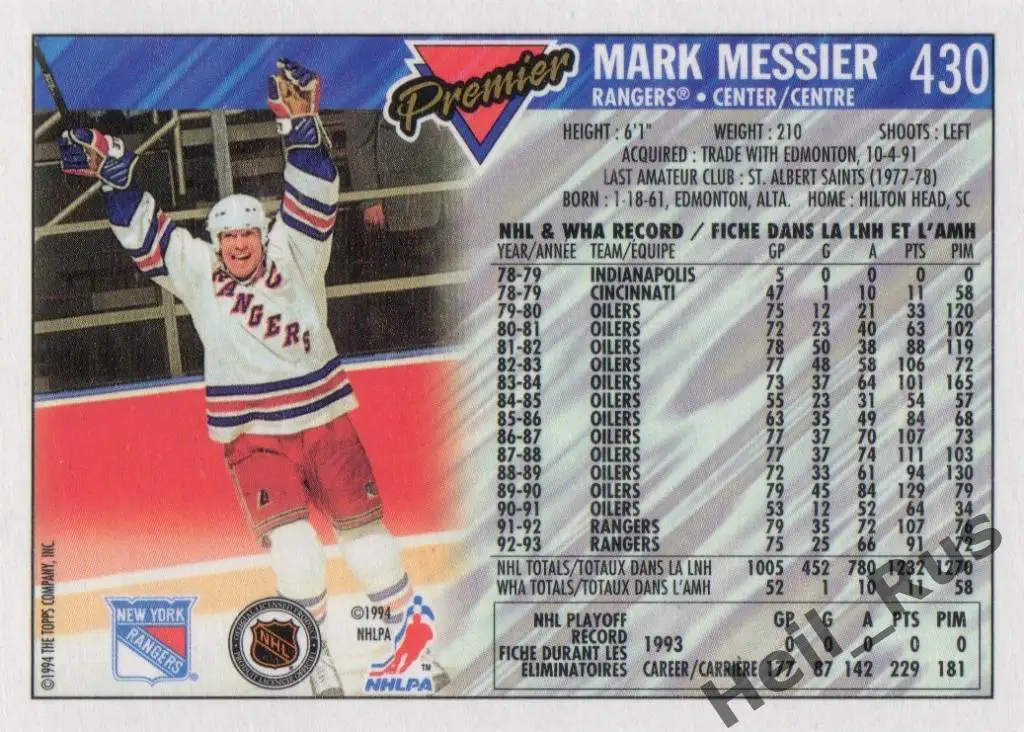 Premier
MARK MESSIER 430
RANGERS® • CENTER/CENTRE
HEIGHT : 6'1" WEIGHT : 210 SHOOTS : LEFT
ACQUIRED : TRADE WITH EDMONTON, 10-4-91
LAST AMATEUR CLUB : ST. ALBERT SAINTS (1977-78)
BORN : 1-18-61, EDMONTON, ALTA. HOME : HILTON HEAD, SC
NHL & WHA RECORD / FICHE DANS LA LNH ET L'AMH
YEAR/ANNÉE TEAM/ÉQUIPE GP G A PTS PIM
78-79 INDIANAPOLIS 5 0 0 0 0
78-79 CINCINNATI 47 1 10 11 58
79-80 OILERS 75 12 21 33 120
80-81 OILERS 72 23 40 63 102
81-82 OILERS 78 50 38 88 119
82-83 OILERS 77 48 58 106 72
83-84 OILERS 73 37 64 101 165
84-85 OILERS 55 23 31 54 57
85-86 OILERS 63 35 49 84 68
86-87 OILERS 77 37 70 107 73
87-88 OILERS 77 37 74 111 103
88-89 OILERS 72 33 61 94 130
89-90 OILERS 79 45 84 129 79
90-91 OILERS 53 12 52 64 34
91-92 RANGERS 79 35 72 107 76
92-93 RANGERS 75 25 66 91 72
NHL TOTALS/TOTAUX DANS LA LNH 1005 452 780 1232 1270
WHA TOTALS/TOTAUX DANS L'AMH 52 1 10 11 58
GP G A PTS PIM
NHL PLAYOFF
RECORD
FICHE DURANT LES
ÉLIMINATOIRES
1993 0 0 0 0 0
CAREER/CARRIÈRE 177 87 142 229 181
RANGERS
©1994 THE TOPPS COMPANY, INC
NEW YORK
RANGERS
NHL
©1994
NHLPA
NHLPA
TM
Heil_Rus